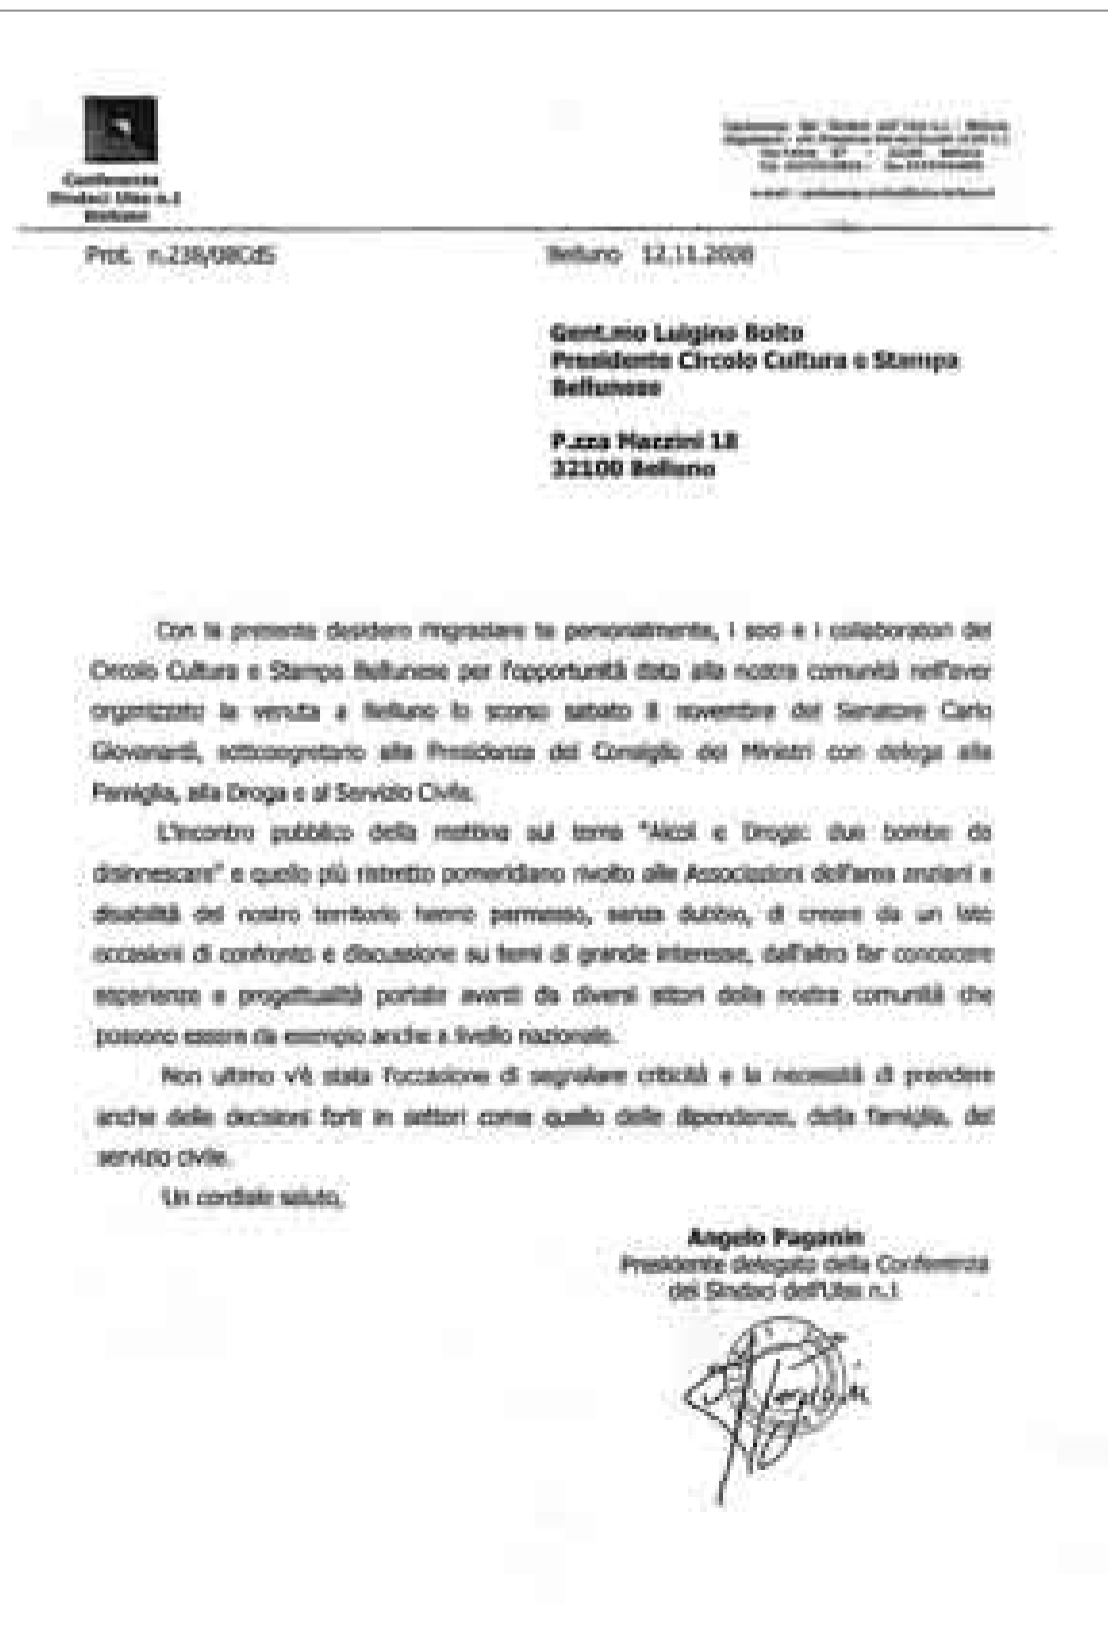 Conferenza
Sindaci Ulss n.1
Belluno
Prot. n.238/08CdS
Belluno 12.11.2008
Gent.mo Luigino Boito
Presidente Circolo Cultura e Stampa
Bellunese
P.zza Mazzini 18
32100 Belluno
Con la presente desidero ringraziare te personalmente, i soci e i collaboratori del
Circolo Cultura e Stampa Bellunese per l'opportunità data alla nostra comunità nell'aver
organizzato la venuta a Belluno lo scorso sabato 8 novembre del Senatore Carlo
Giovanardi, sottosegretario alla Presidenza del Consiglio dei Ministri con delega alla
Famiglia, alla Droga e al Servizio Civile.
L'incontro pubblico della mattina sul tema "Alcol e Droga: due bombe da
disinnescare" e quello più ristretto pomeridiano rivolto alle Associazioni dell'area anziani e
disabilità del nostro territorio hanno permesso, senza dubbio, di creare da un lato
occasioni di confronto e discussione su temi di grande interesse, dall'altro far conoscere
esperienze e progettualità portate avanti da diversi attori della nostra comunità che
possono essere da esempio anche a livello nazionale.
Non ultimo v'è stata l'occasione di segnalare criticità e la necessità di prendere
anche delle decisioni forti in settori come quello delle dipendenze, della famiglia, del
servizio civile.
Un cordiale saluto,
Angelo Paganin
Presidente delegato della Conferenza
dei Sindaci dell'Ulss n.1